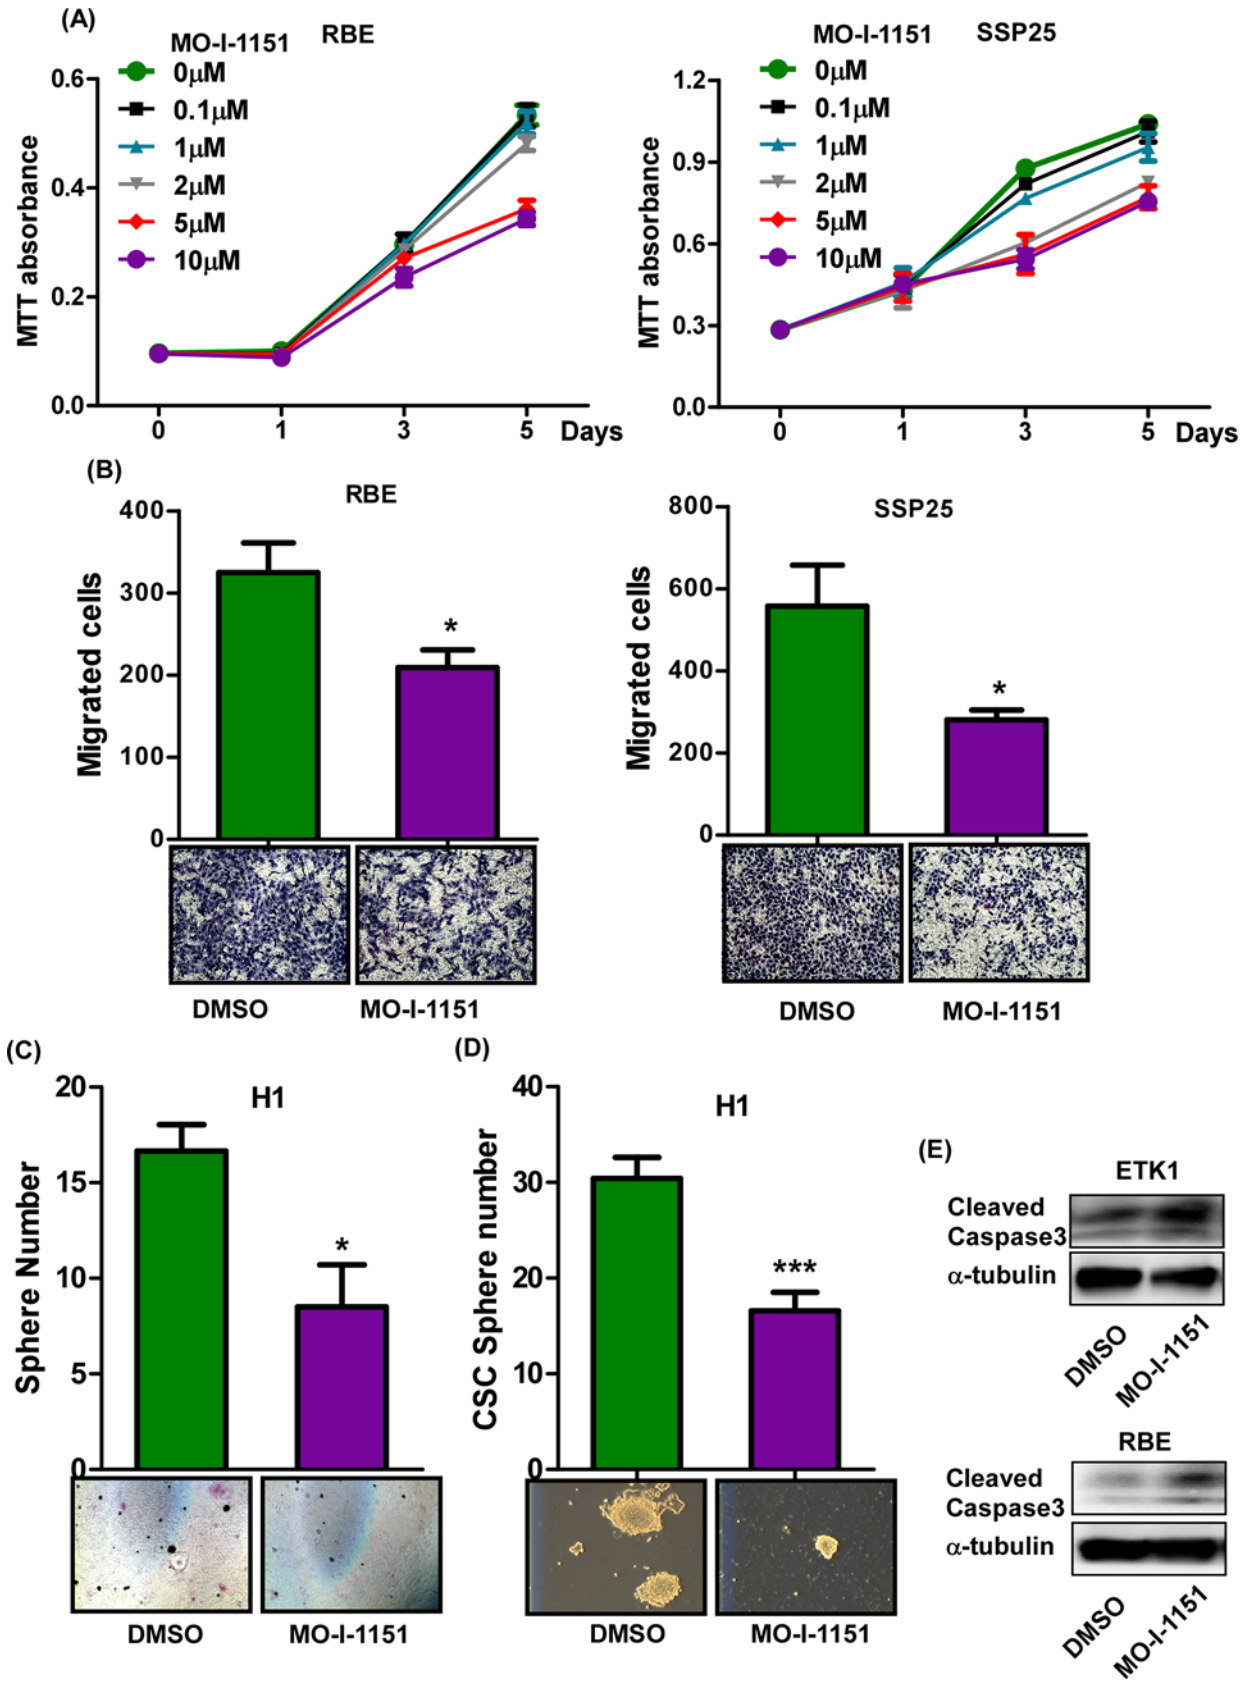 (A)
MO-I-1151 RBE
0μM
0.1μM
1μM
2μM
5μM
10μM
MTT absorbance
0.6
0.4
0.2
0.0
0 1 3 5 Days
MO-I-1151 SSP25
0μM
0.1μM
1μM
2μM
5μM
10μM
MTT absorbance
1.2
0.9
0.6
0.3
0.0
0 1 3 5 Days
(B)
RBE
Migrated cells
400
300
200
100
0
*
DMSO MO-I-1151
SSP25
Migrated cells
800
600
400
200
0
*
DMSO MO-I-1151
(C)
H1
Sphere Number
20
15
10
5
0
*
DMSO MO-I-1151
(D)
H1
CSC Sphere number
40
30
20
10
0
***
DMSO MO-I-1151
(E)
ETK1
Cleaved
Caspase3
α-tubulin
DMSO
MO-I-1151
RBE
Cleaved
Caspase3
α-tubulin
DMSO
MO-I-1151